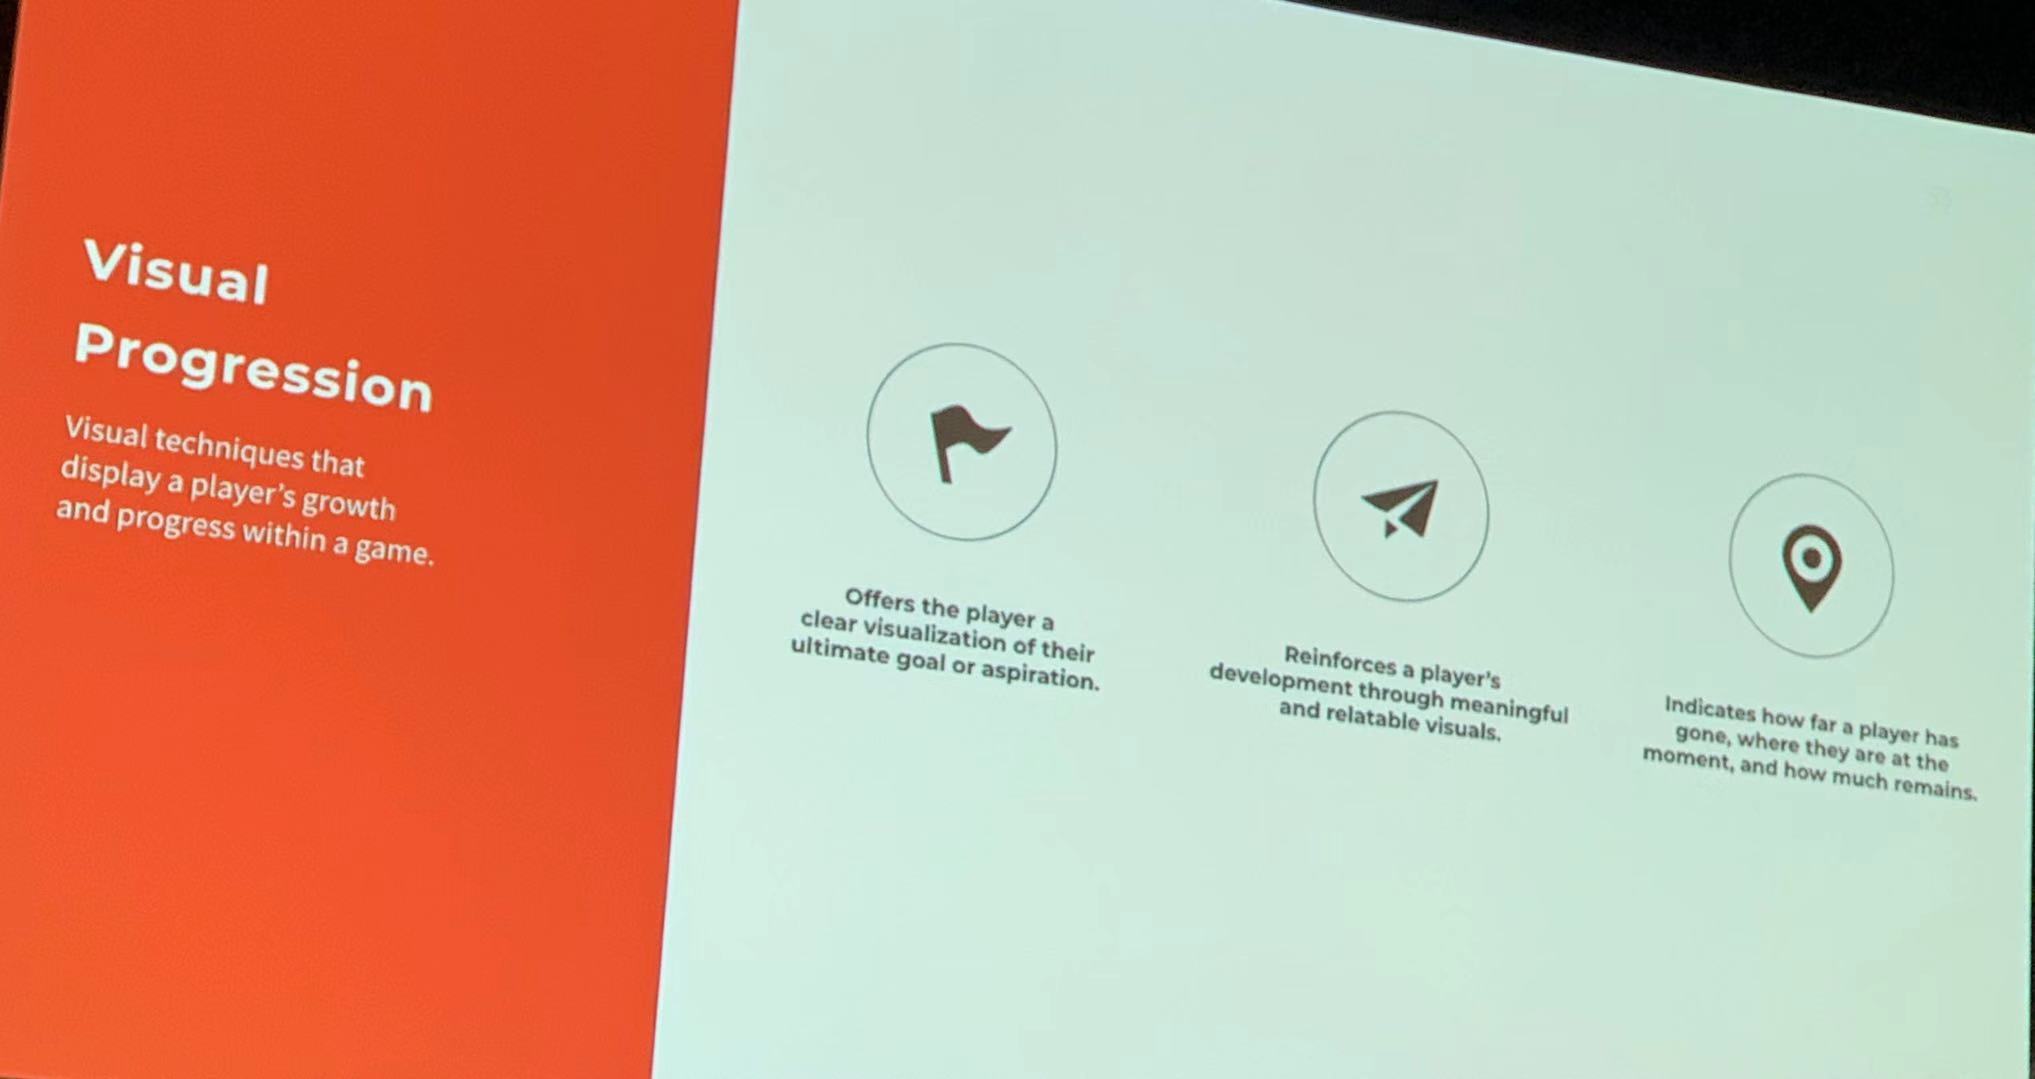 Visual
Progression
Visual techniques that
display a player's growth
and progress within a game.
Offers the player a
clear visualization of their
ultimate goal or aspiration.
Reinforces a player's
development through meaningful
and relatable visuals.
Indicates how far a player has
gone, where they are at the
moment, and how much remains.